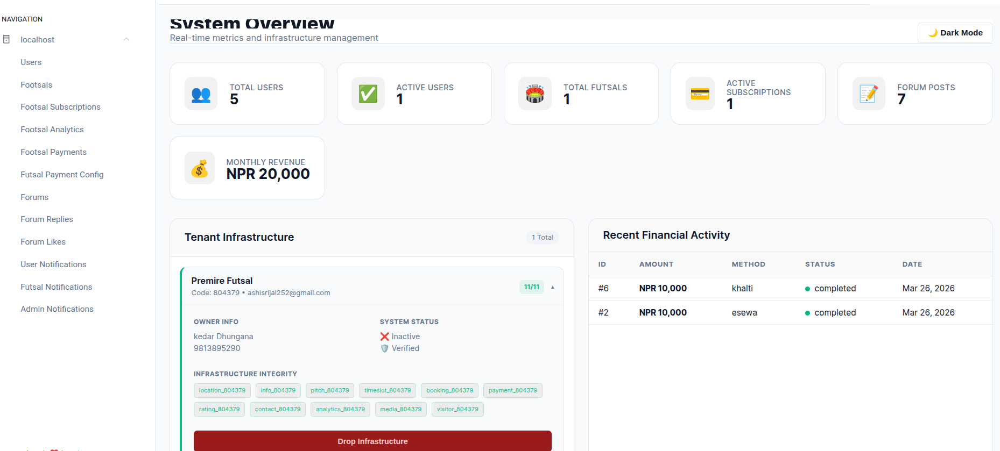 NAVIGATION
localhost
Users
Footsals
Footsal Subscriptions
Footsal Analytics
Footsal Payments
Futsal Payment Config
Forums
Forum Replies
Forum Likes
User Notifications
Futsal Notifications
Admin Notifications
System Overview
Real-time metrics and infrastructure management
🌙 Dark Mode
TOTAL USERS
5
ACTIVE USERS
1
TOTAL FUTSALS
1
ACTIVE
SUBSCRIPTIONS
1
FORUM POSTS
7
MONTHLY REVENUE
NPR 20,000
Tenant Infrastructure
1 Total
Premire Futsal
Code: 804379 • ashisrijal252@gmail.com
11/11
OWNER INFO
kedar Dhungana
9813895290
SYSTEM STATUS
❌ Inactive
🛡️ Verified
INFRASTRUCTURE INTEGRITY
location_804379 info_804379 pitch_804379 timeslot_804379 booking_804379 payment_804379
rating_804379 contact_804379 analytics_804379 media_804379 visitor_804379
Drop Infrastructure
Recent Financial Activity
ID AMOUNT METHOD STATUS DATE
#6 NPR 10,000 khalti completed Mar 26, 2026
#2 NPR 10,000 esewa completed Mar 26, 2026